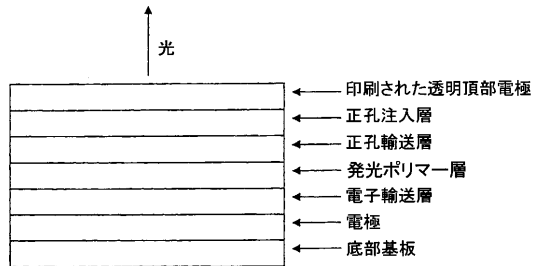 光
印刷された透明頂部電極
正孔注入層
正孔輸送層
発光ポリマー層
電子輸送層
電極
底部基板